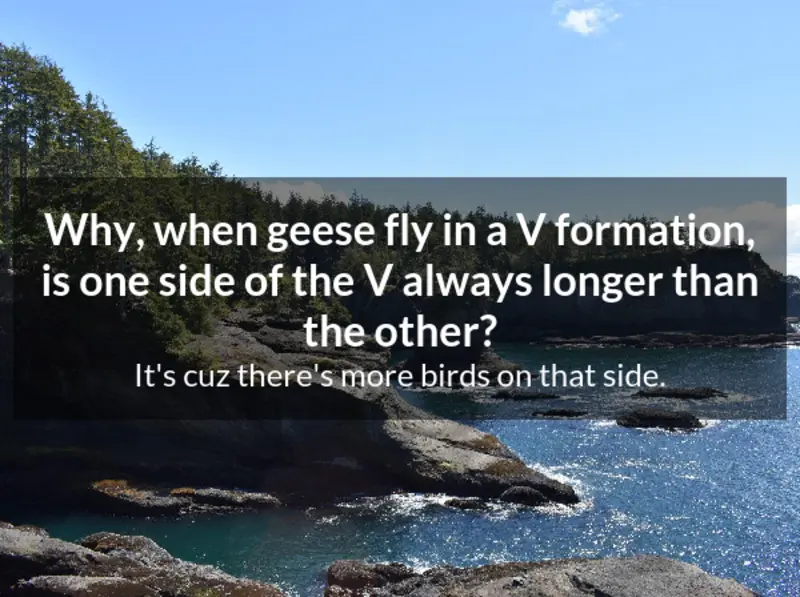 Why, when geese fly in a V formation,
is one side of the V always longer than
the other?
It's cuz there's more birds on that side.